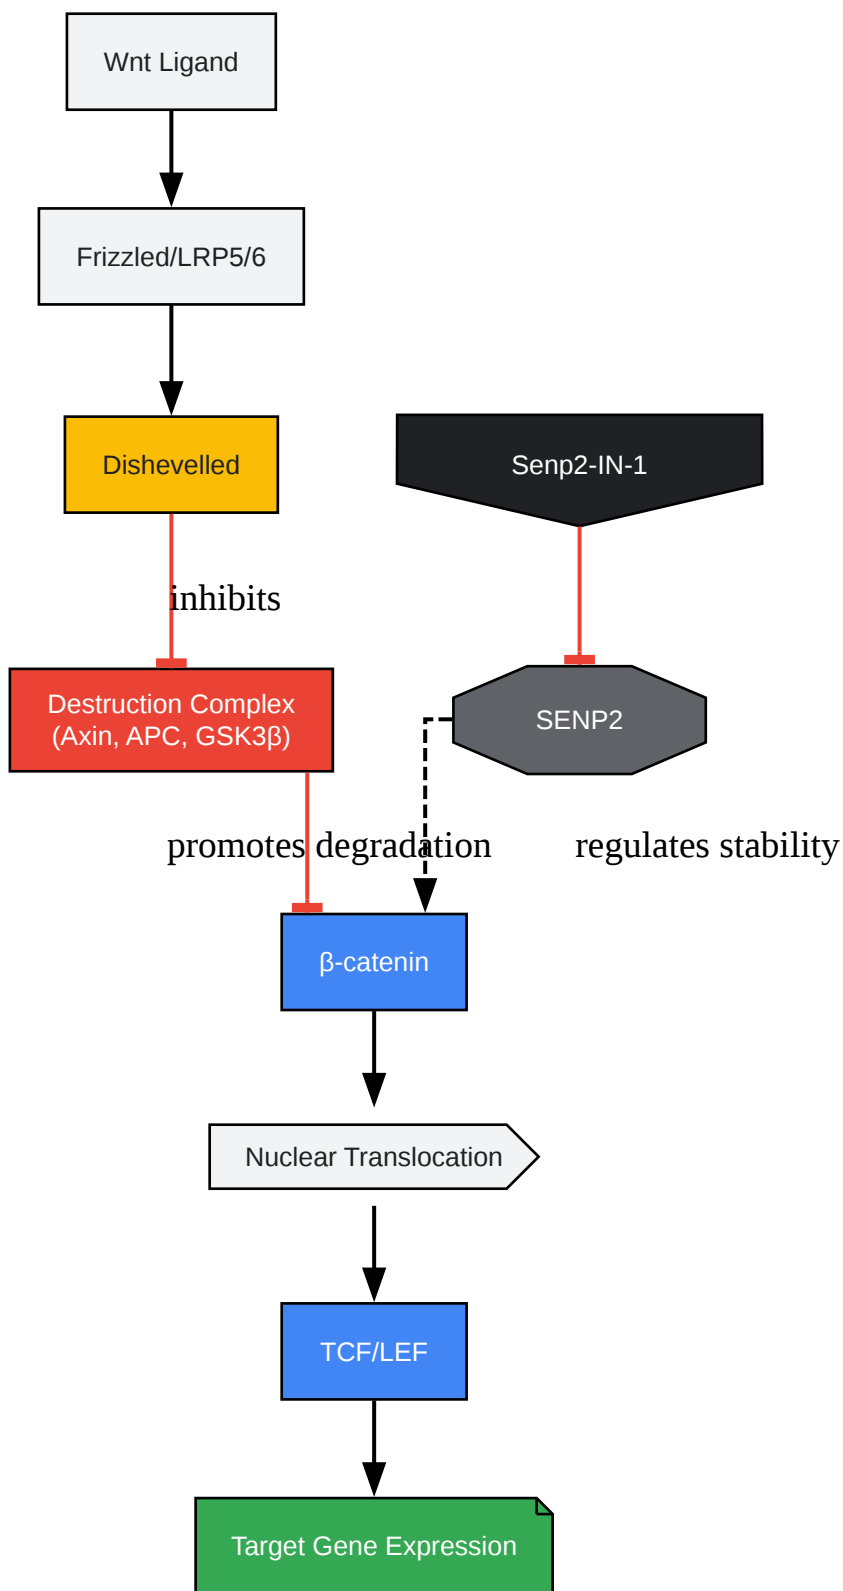 Wnt Ligand
Frizzled/LRP5/6
Dishevelled
Senp2-IN-1
inhibits
Destruction Complex
(Axin, APC, GSK3β)
SENP2
promotes degradation
regulates stability
β-catenin
Nuclear Translocation
TCF/LEF
Target Gene Expression